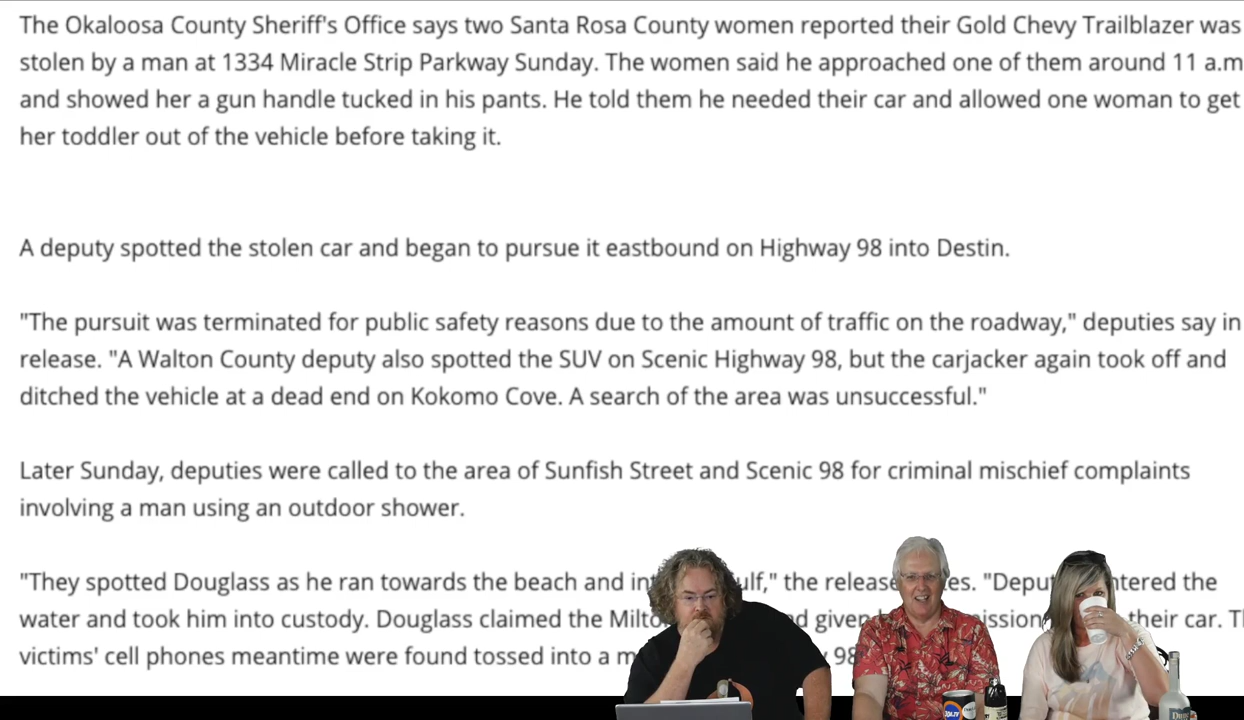 The Okaloosa County Sheriff's Office says two Santa Rosa County women reported their Gold Chevy Trailblazer was
stolen by a man at 1334 Miracle Strip Parkway Sunday. The women said he approached one of them around 11 a.m
and showed her a gun handle tucked in his pants. He told them he needed their car and allowed one woman to get
her toddler out of the vehicle before taking it.
A deputy spotted the stolen car and began to pursue it eastbound on Highway 98 into Destin.
"The pursuit was terminated for public safety reasons due to the amount of traffic on the roadway," deputies say in
release. "A Walton County deputy also spotted the SUV on Scenic Highway 98, but the carjacker again took off and
ditched the vehicle at a dead end on Kokomo Cove. A search of the area was unsuccessful."
Later Sunday, deputies were called to the area of Sunfish Street and Scenic 98 for criminal mischief complaints
involving a man using an outdoor shower.
"They spotted Douglass as he ran towards the beach and ulf," the release "Depu ntered the
water and took him into custody. Douglass claimed the given ission their car.
victims' cell phones meantime were found tossed into a 98